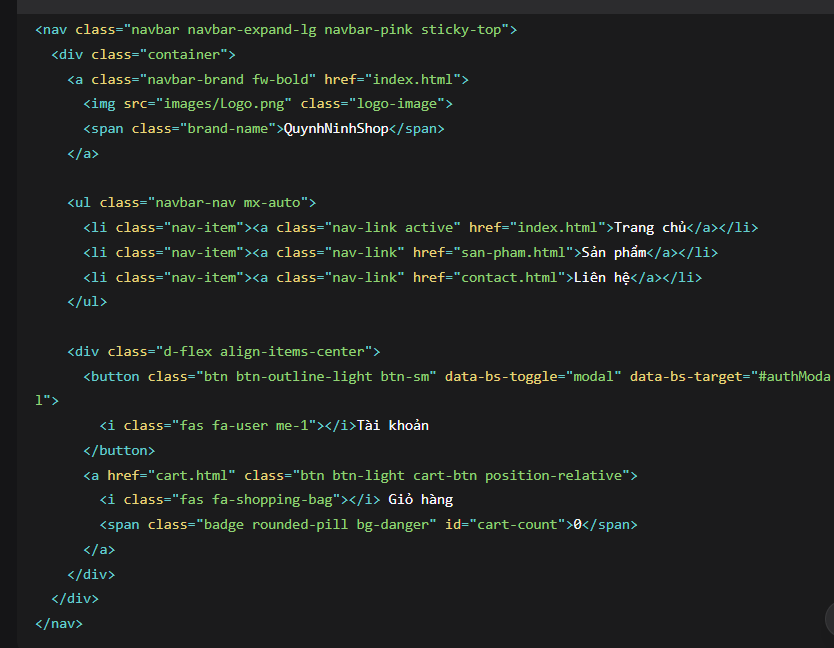 <nav class="navbar navbar-expand-lg navbar-pink sticky-top">
  <div class="container">
    <a class="navbar-brand fw-bold" href="index.html">
      <img src="images/Logo.png" class="logo-image">
      <span class="brand-name">QuynhNinhShop</span>
    </a>

    <ul class="navbar-nav mx-auto">
      <li class="nav-item"><a class="nav-link active" href="index.html">Trang chủ</a></li>
      <li class="nav-item"><a class="nav-link" href="san-pham.html">Sản phẩm</a></li>
      <li class="nav-item"><a class="nav-link" href="contact.html">Liên hệ</a></li>
    </ul>

    <div class="d-flex align-items-center">
      <button class="btn btn-outline-light btn-sm" data-bs-toggle="modal" data-bs-target="#authModa
l">
        <i class="fas fa-user me-1"></i>Tài khoản
      </button>
      <a href="cart.html" class="btn btn-light cart-btn position-relative">
        <i class="fas fa-shopping-bag"></i> Giỏ hàng
        <span class="badge rounded-pill bg-danger" id="cart-count">0</span>
      </a>
    </div>
  </div>
</nav>